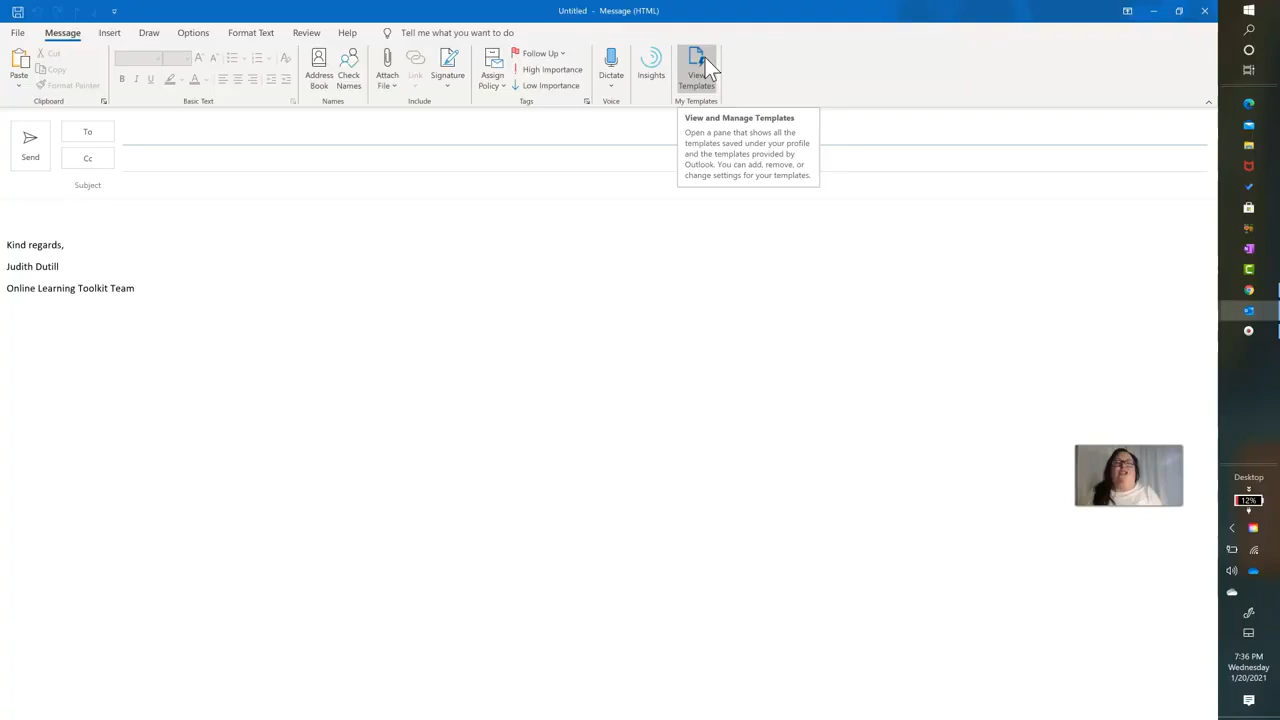 Untitled - Message (HTML)
File Message Insert Draw Options Format Text Review Help Tell me what you want to do
Paste
Cut
Copy
Format Painter
Clipboard
B I U
Basic Text
Address Book
Check Names
Names
Attach File
Link
Signature
Include
Assign Policy
Follow Up
High Importance
Low Importance
Tags
Dictate
Voice
Insights
View Templates
My Templates
View and Manage Templates
Open a pane that shows all the
templates saved under your profile
and the templates provided by
Outlook. You can add, remove, or
change settings for your templates.
Send
To
Cc
Subject
Kind regards,
Judith Dutill
Online Learning Toolkit Team
Desktop
12%
7:36 PM
Wednesday
1/20/2021